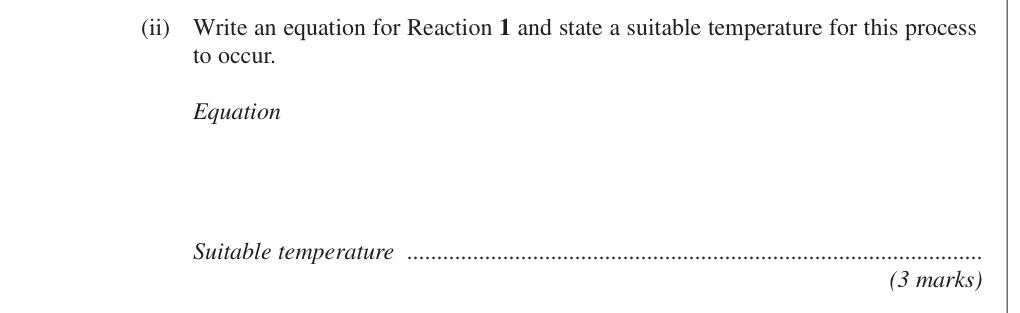 (ii) Write an equation for Reaction 1 and state a suitable temperature for this process
to occur.
Equation
Suitable temperature ................................................................................................
(3 marks)